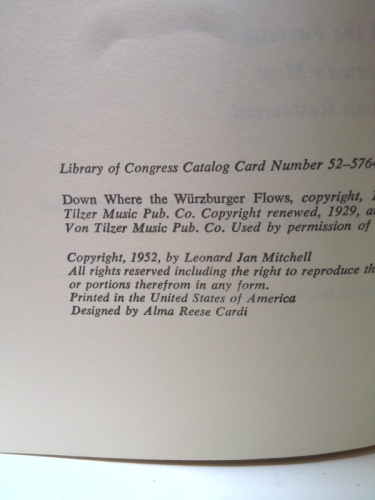 Library of Congress Catalog Card Number 52-5764
Down Where the Würzburger Flows, copyright,
Tilzer Music Pub. Co. Copyright renewed, 1929,
Von Tilzer Music Pub. Co. Used by permission of
Copyright, 1952, by Leonard Jan Mitchell
All rights reserved including the right to reproduce
or portions therefrom in any form.
Printed in the United States of America
Designed by Alma Reese Cardi